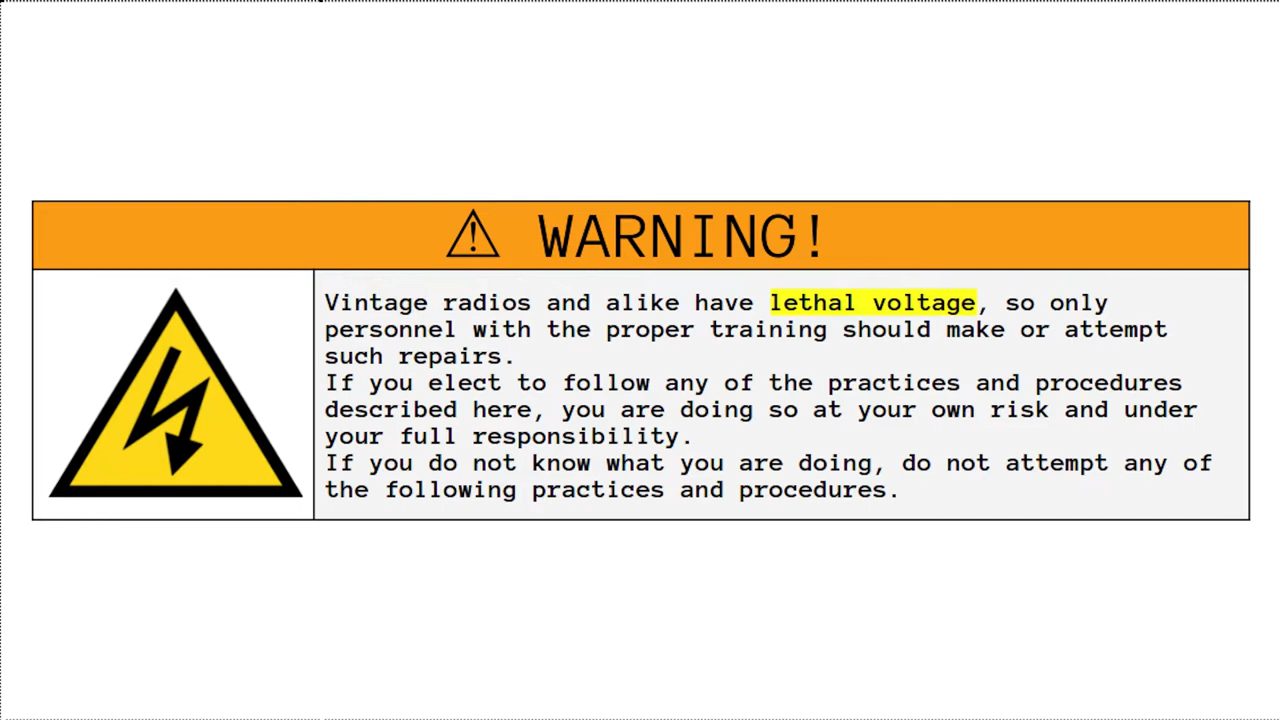 ⚠ WARNING!
Vintage radios and alike have lethal voltage, so only
personnel with the proper training should make or attempt
such repairs.
If you elect to follow any of the practices and procedures
described here, you are doing so at your own risk and under
your full responsibility.
If you do not know what you are doing, do not attempt any of
the following practices and procedures.